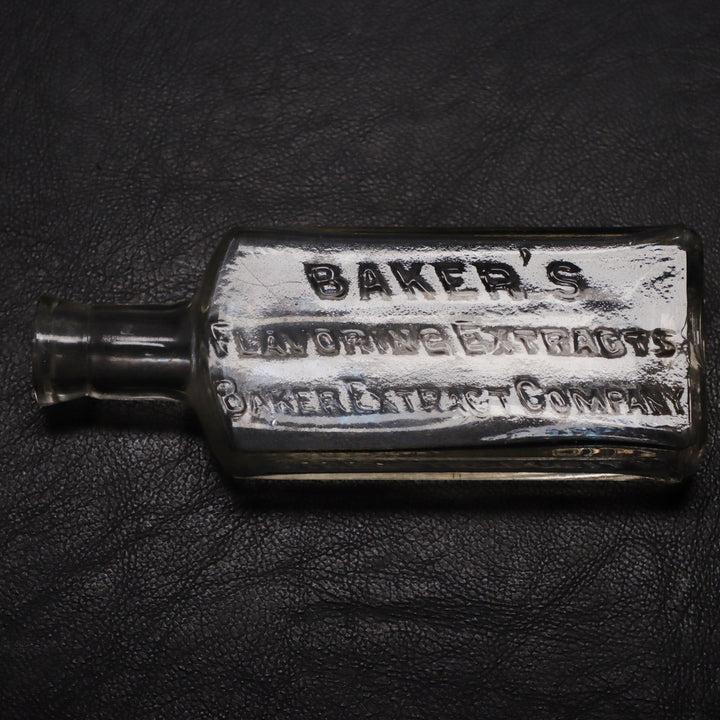 BAKER'S
FLAVORING EXTRACTS
BAKER EXTRACT COMPANY